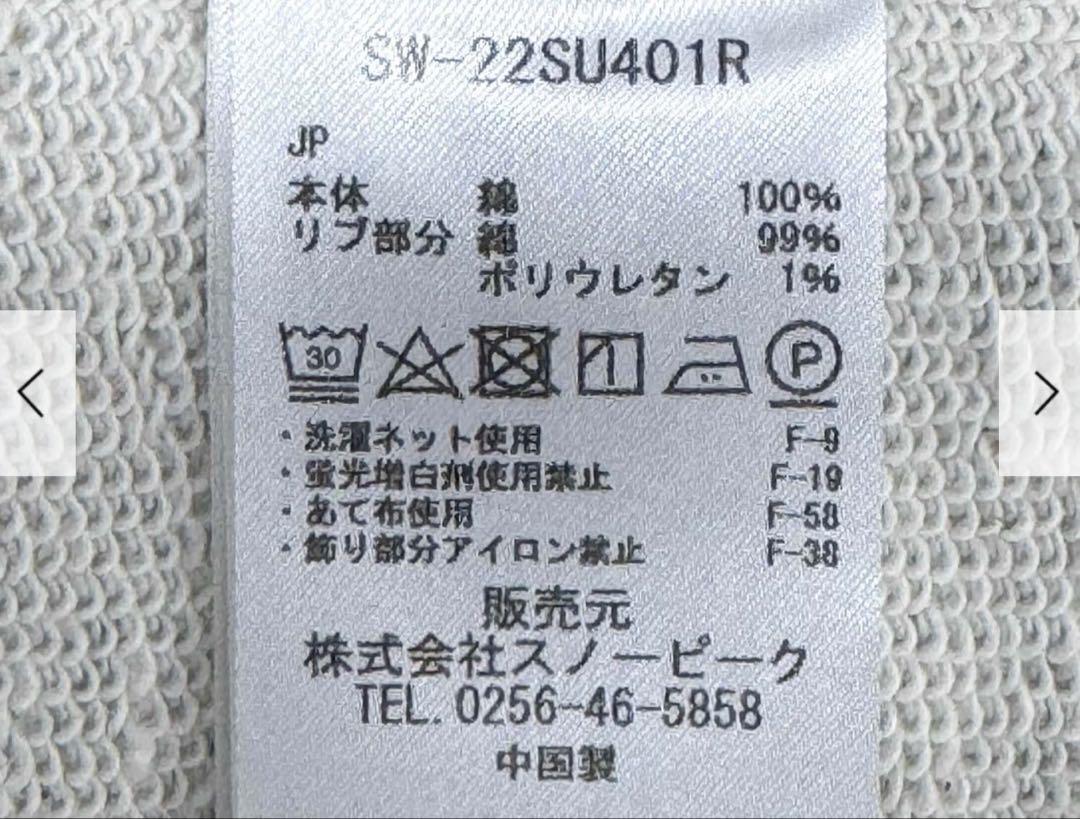 SW-22SU401R
JP
本体 綿 100%
リブ部分 綿 99%
ポリウレタン 1%
30 P
・洗濯ネット使用 F-9
・蛍光増白剤使用禁止 F-19
・あて布使用 F-58
・飾り部分アイロン禁止 F-38
販売元
株式会社スノーピーク
TEL.0256-46-5858
中国製